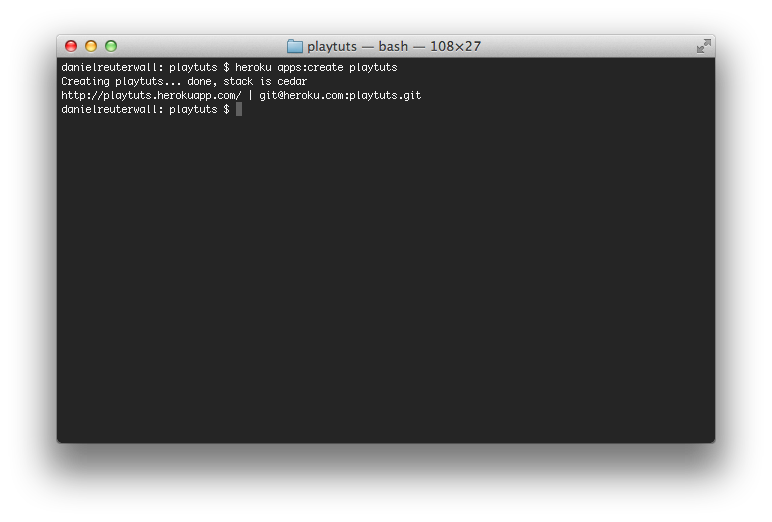 playtuts — bash — 108×27
danielreuterwall: playtuts $ heroku apps:create playtuts
Creating playtuts... done, stack is cedar
http://playtuts.herokuapp.com/ | git@heroku.com:playtuts.git
danielreuterwall: playtuts $